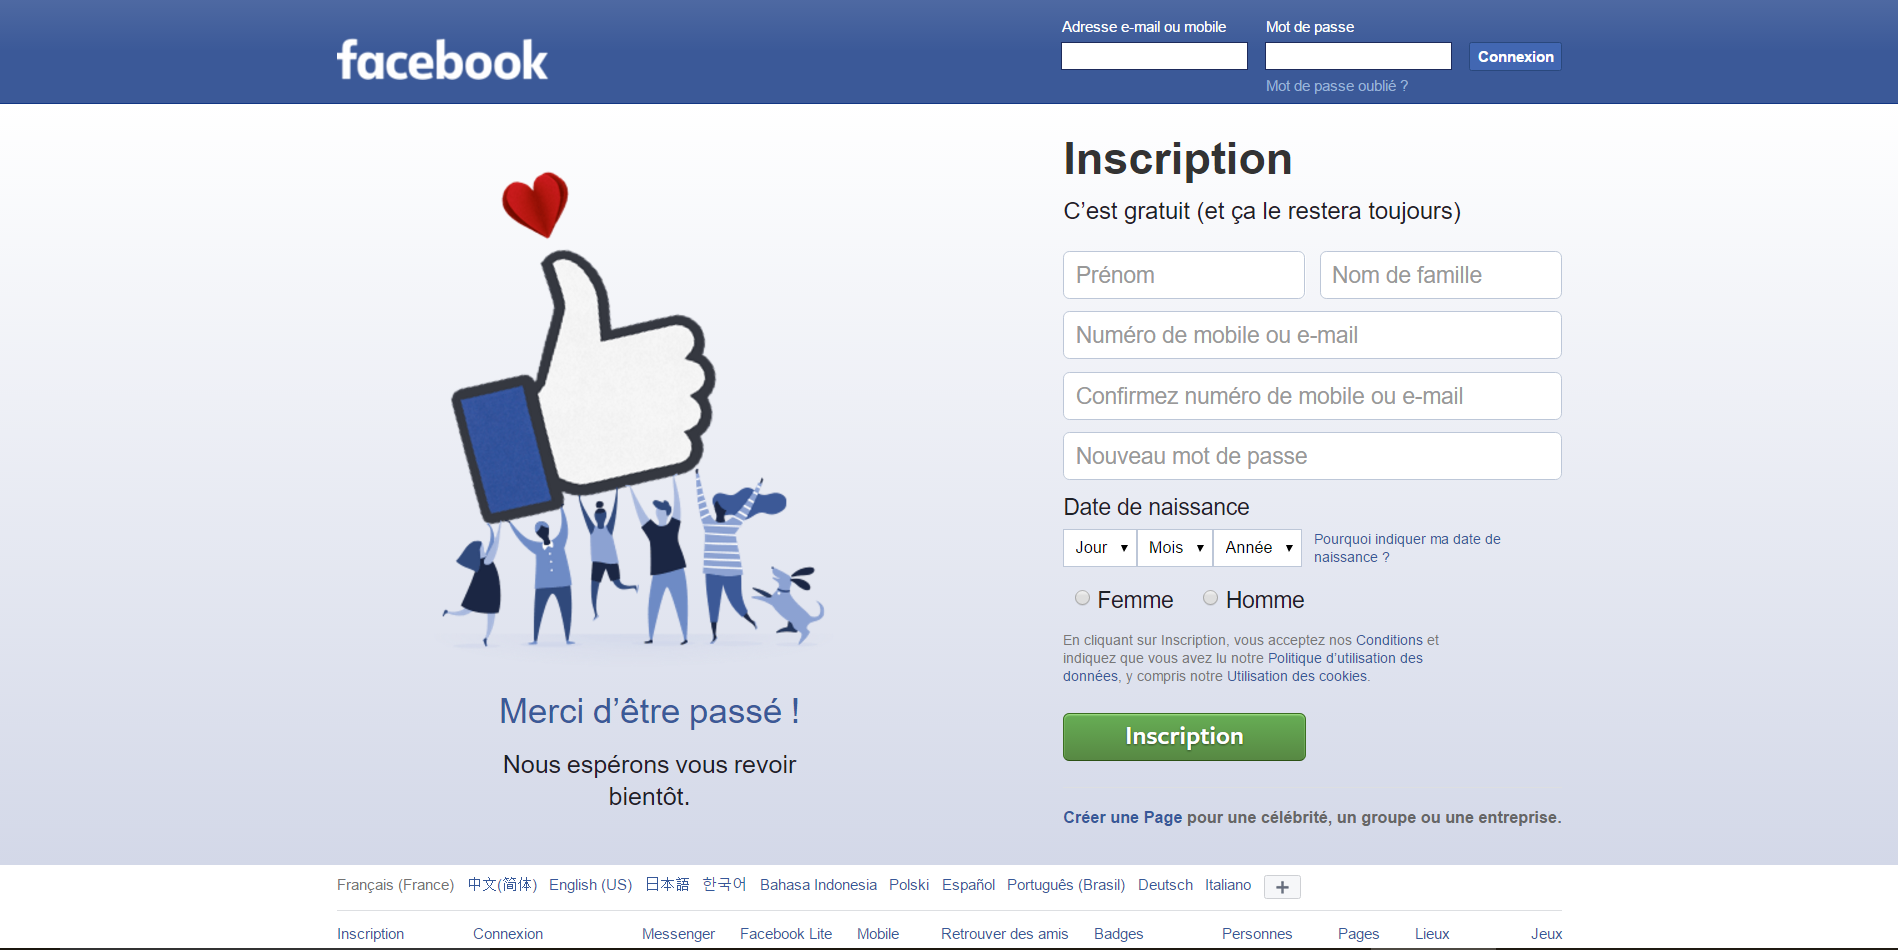 facebook
Adresse e-mail ou mobile
Mot de passe
Connexion
Mot de passe oublié ?
Inscription
C’est gratuit (et ça le restera toujours)
Prénom
Nom de famille
Numéro de mobile ou e-mail
Confirmez numéro de mobile ou e-mail
Nouveau mot de passe
Date de naissance
Jour
Mois
Année
Pourquoi indiquer ma date de
naissance ?
Femme
Homme
En cliquant sur Inscription, vous acceptez nos Conditions et
indiquez que vous avez lu notre Politique d’utilisation des
données, y compris notre Utilisation des cookies.
Inscription
Créer une Page pour une célébrité, un groupe ou une entreprise.
Merci d’être passé !
Nous espérons vous revoir
bientôt.
Français (France) 中文(简体) English (US) 日本語 한국어 Bahasa Indonesia Polski Español Português (Brasil) Deutsch Italiano +
Inscription Connexion Messenger Facebook Lite Mobile Retrouver des amis Badges Personnes Pages Lieux Jeux